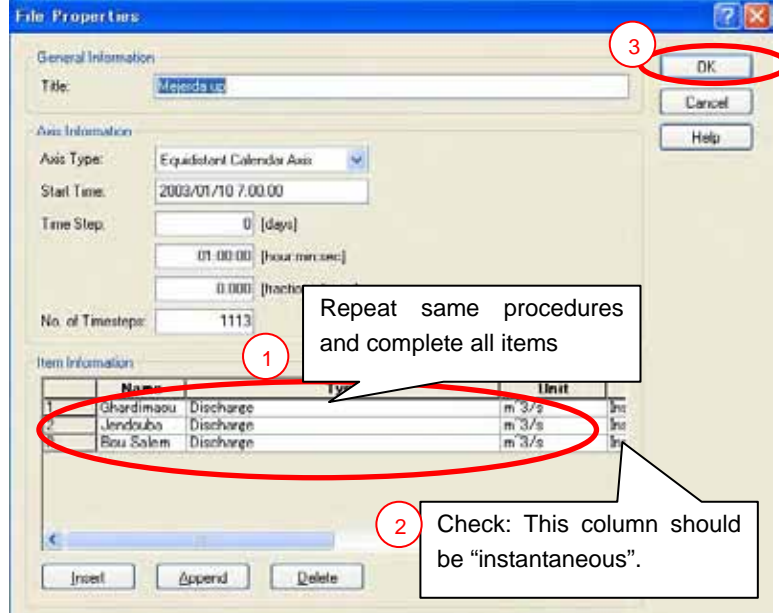 File Properties
3
General Information
OK
Title: Mejerda up
Cancel
Axis Information
Help
Axis Type: Equidistant Calendar Axis
Start Time: 2003/01/10 7.00.00
Time Step: 0 [days]
01:00:00 [hour:min:sec]
0.000
Repeat same procedures
and complete all items
No. of Timesteps: 1113
1
Item Information
Name Unit
1 Ghardimaou Discharge m^3/s Ins
2 Jendouba Discharge m^3/s Ins
3 Bou Salem Discharge m^3/s Ins
2
Check: This column should
be “instantaneous”.
Insert Append Delete